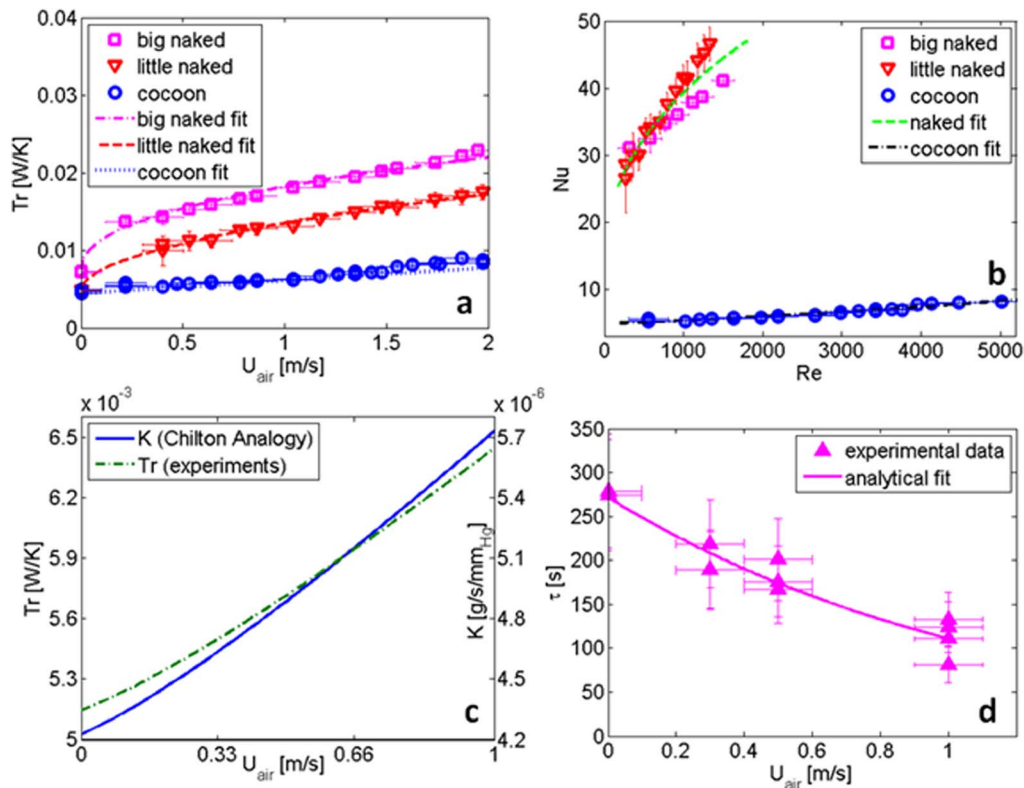 0.04
0.03
0.02
0.01
0
Tr [W/K]
big naked
little naked
cocoon
big naked fit
little naked fit
cocoon fit
a
0 0.5 1 1.5 2
U_air [m/s]
50
40
30
20
10
Nu
big naked
little naked
cocoon
naked fit
cocoon fit
b
0 1000 2000 3000 4000 5000
Re
x 10^-3
x 10^-6
6.5
6.2
5.9
5.6
5.3
5
Tr [W/K]
K (Chilton Analogy)
Tr (experiments)
5.7
5.4
5.1
4.8
4.5
4.2
K [g/s/mm_Hg]
c
0 0.33 0.66 1
U_air [m/s]
350
300
250
200
150
100
50
0
τ [s]
experimental data
analytical fit
d
0 0.2 0.4 0.6 0.8 1
U_air [m/s]